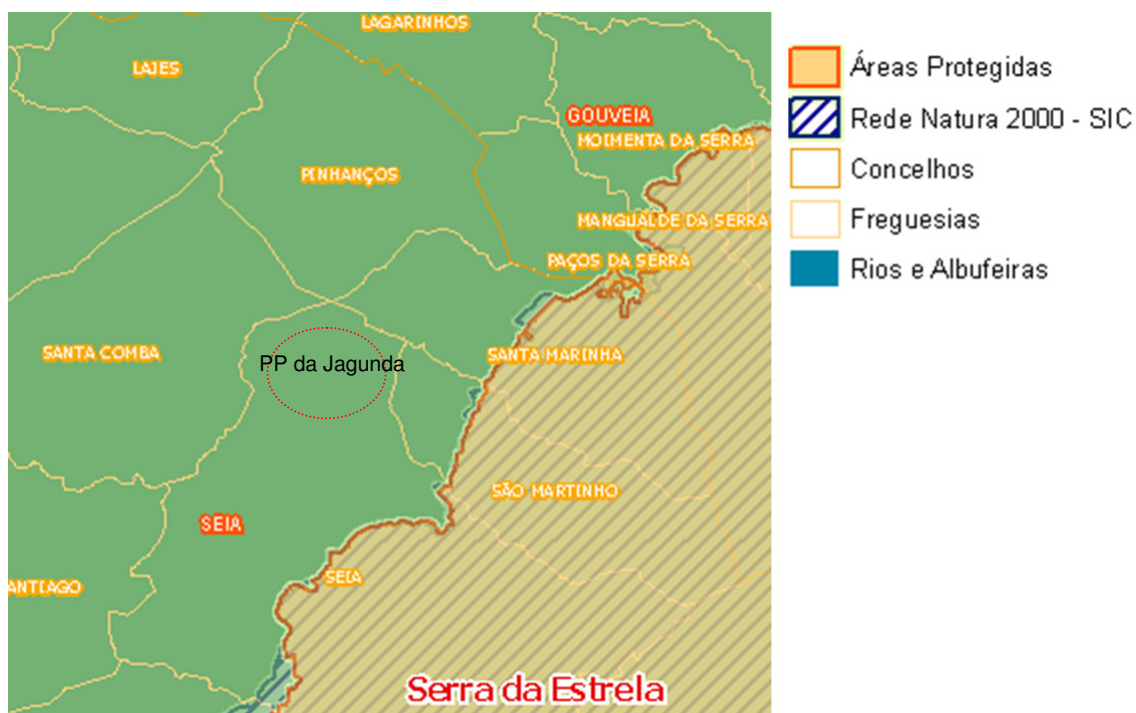 LAGARINHOS
LAJES
GOUVEIA
MOIMENTA DA SERRA
PINHANÇOS
MANGUALDE DA SERRA
PAÇOS DA SERRA
SANTA COMBA
PP da Jagunda
SANTA MARINHA
SÃO MARTINHO
SEIA
SEIA
ANTIAGO
Serra da Estrela
Áreas Protegidas
Rede Natura 2000 - SIC
Concelhos
Freguesias
Rios e Albufeiras